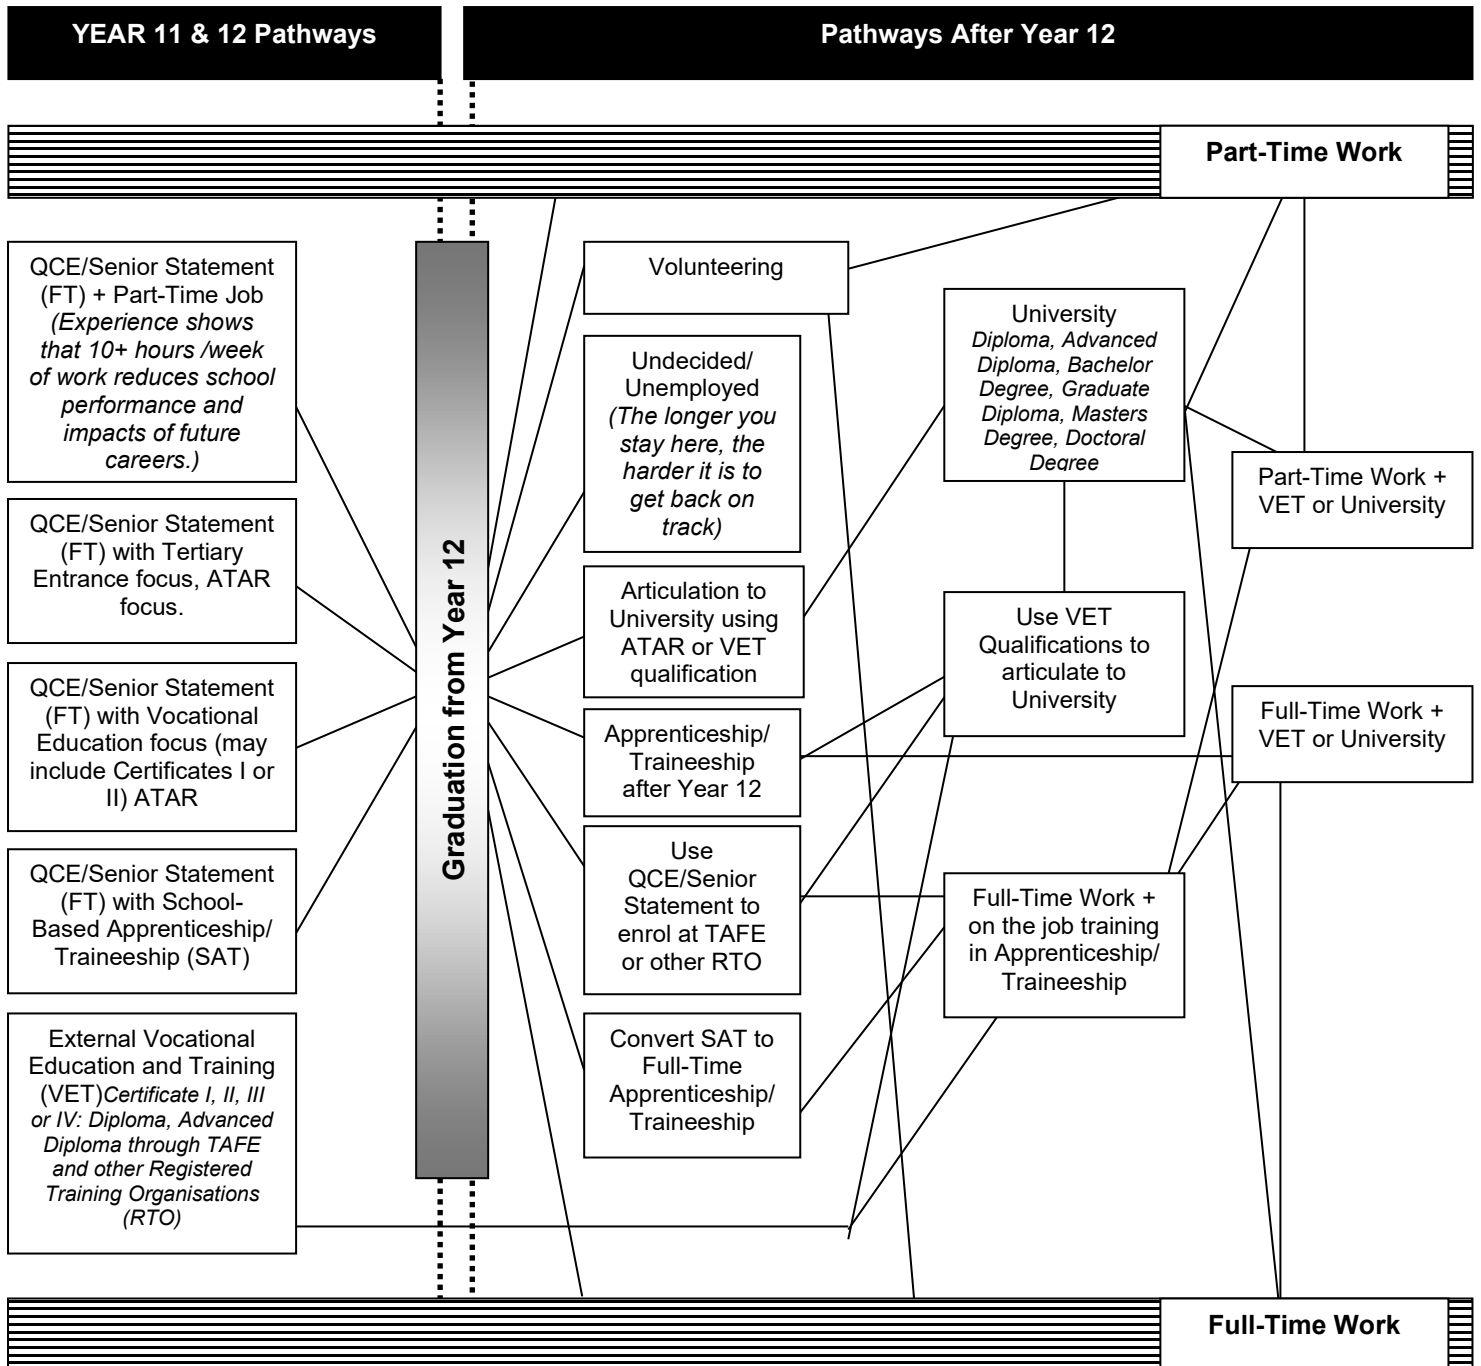 YEAR 11 & 12 Pathways
Pathways After Year 12
Part-Time Work
QCE/Senior Statement
(FT) + Part-Time Job
(Experience shows
that 10+ hours /week
of work reduces school
performance and
impacts of future
careers.)
QCE/Senior Statement
(FT) with Tertiary
Entrance focus, ATAR
focus.
QCE/Senior Statement
(FT) with Vocational
Education focus (may
include Certificates I or
II) ATAR
QCE/Senior Statement
(FT) with School-
Based Apprenticeship/
Traineeship (SAT)
External Vocational
Education and Training
(VET)Certificate I, II, III
or IV: Diploma, Advanced
Diploma through TAFE
and other Registered
Training Organisations
(RTO)
Graduation from Year 12
Volunteering
Undecided/
Unemployed
(The longer you
stay here, the
harder it is to
get back on
track)
Articulation to
University using
ATAR or VET
qualification
Apprenticeship/
Traineeship
after Year 12
Use
QCE/Senior
Statement to
enrol at TAFE
or other RTO
Convert SAT to
Full-Time
Apprenticeship/
Traineeship
University
Diploma, Advanced
Diploma, Bachelor
Degree, Graduate
Diploma, Masters
Degree, Doctoral
Degree
Use VET
Qualifications to
articulate to
University
Full-Time Work +
on the job training
in Apprenticeship/
Traineeship
Part-Time Work +
VET or University
Full-Time Work +
VET or University
Full-Time Work